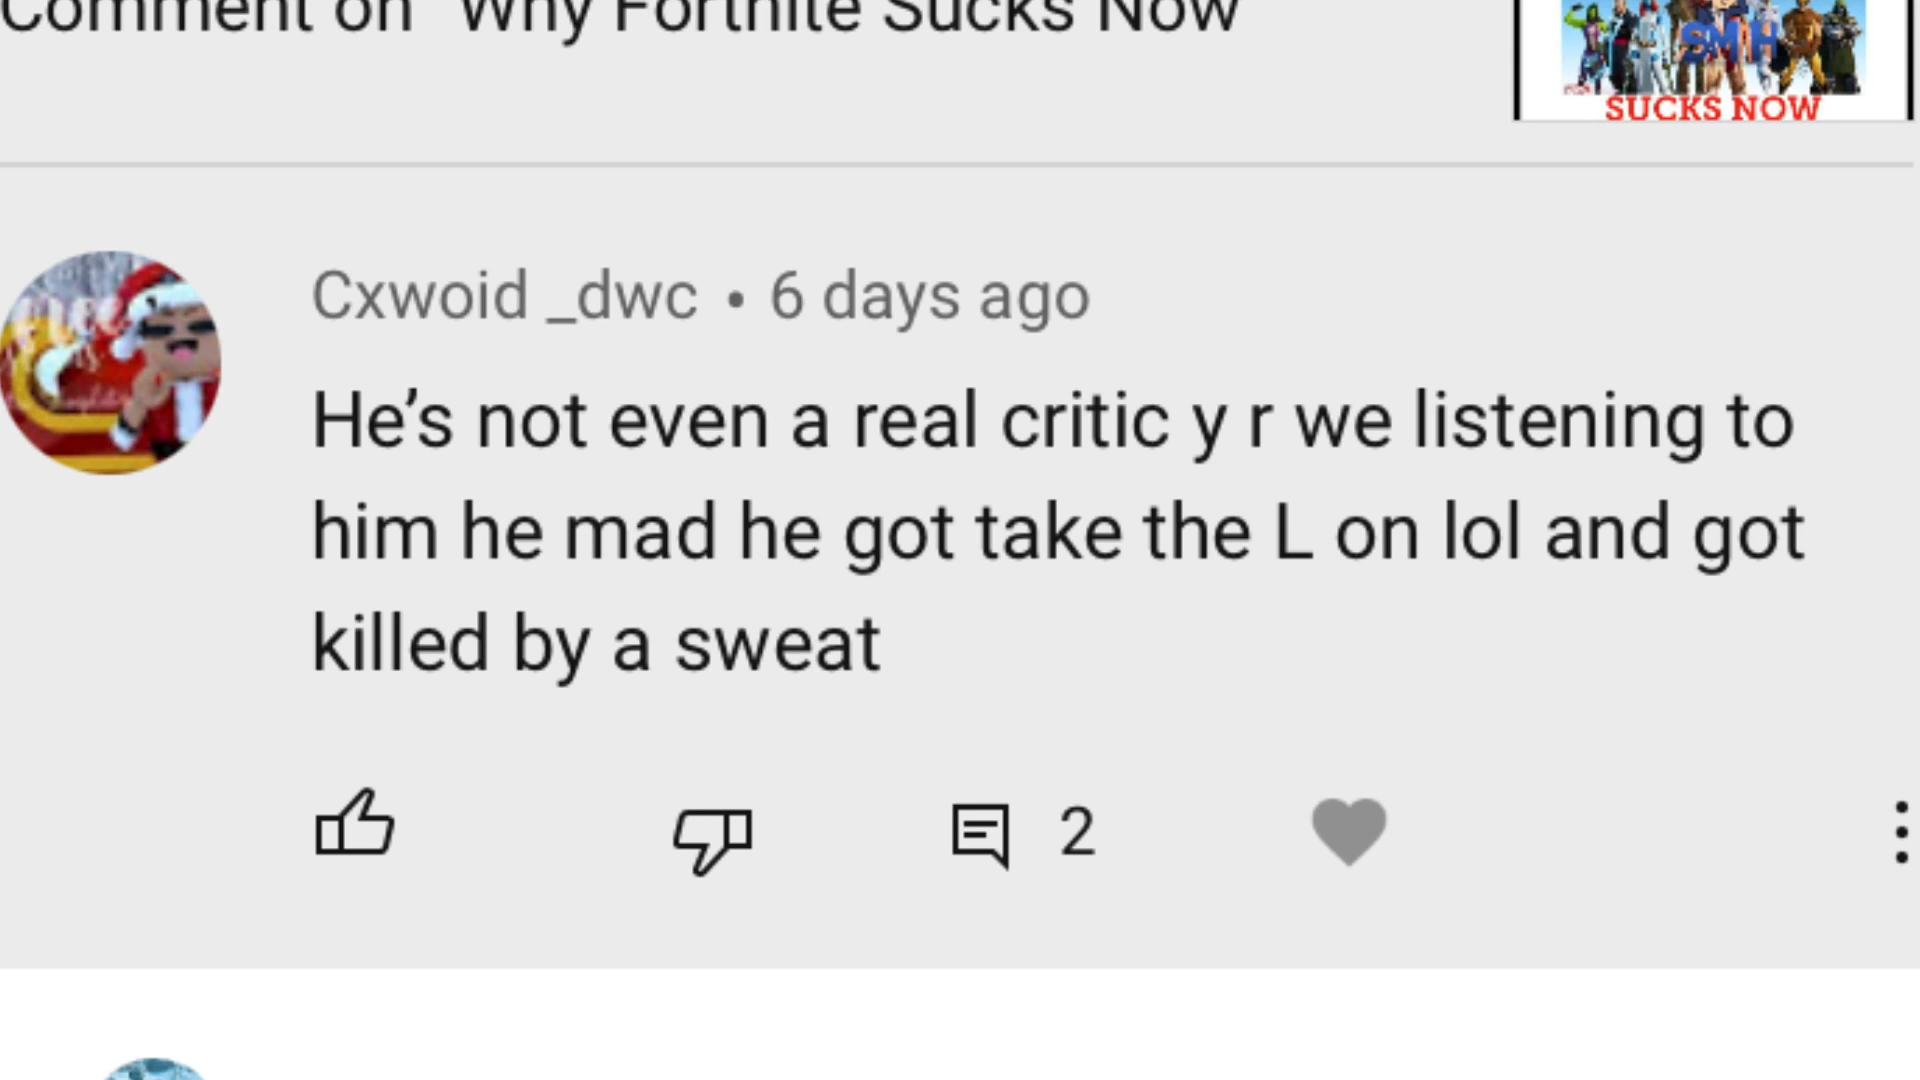 Comment on "Why Fortnite Sucks Now"
SMH
SUCKS NOW
Cxwoid _dwc • 6 days ago
He's not even a real critic y r we listening to
him he mad he got take the L on lol and got
killed by a sweat
2